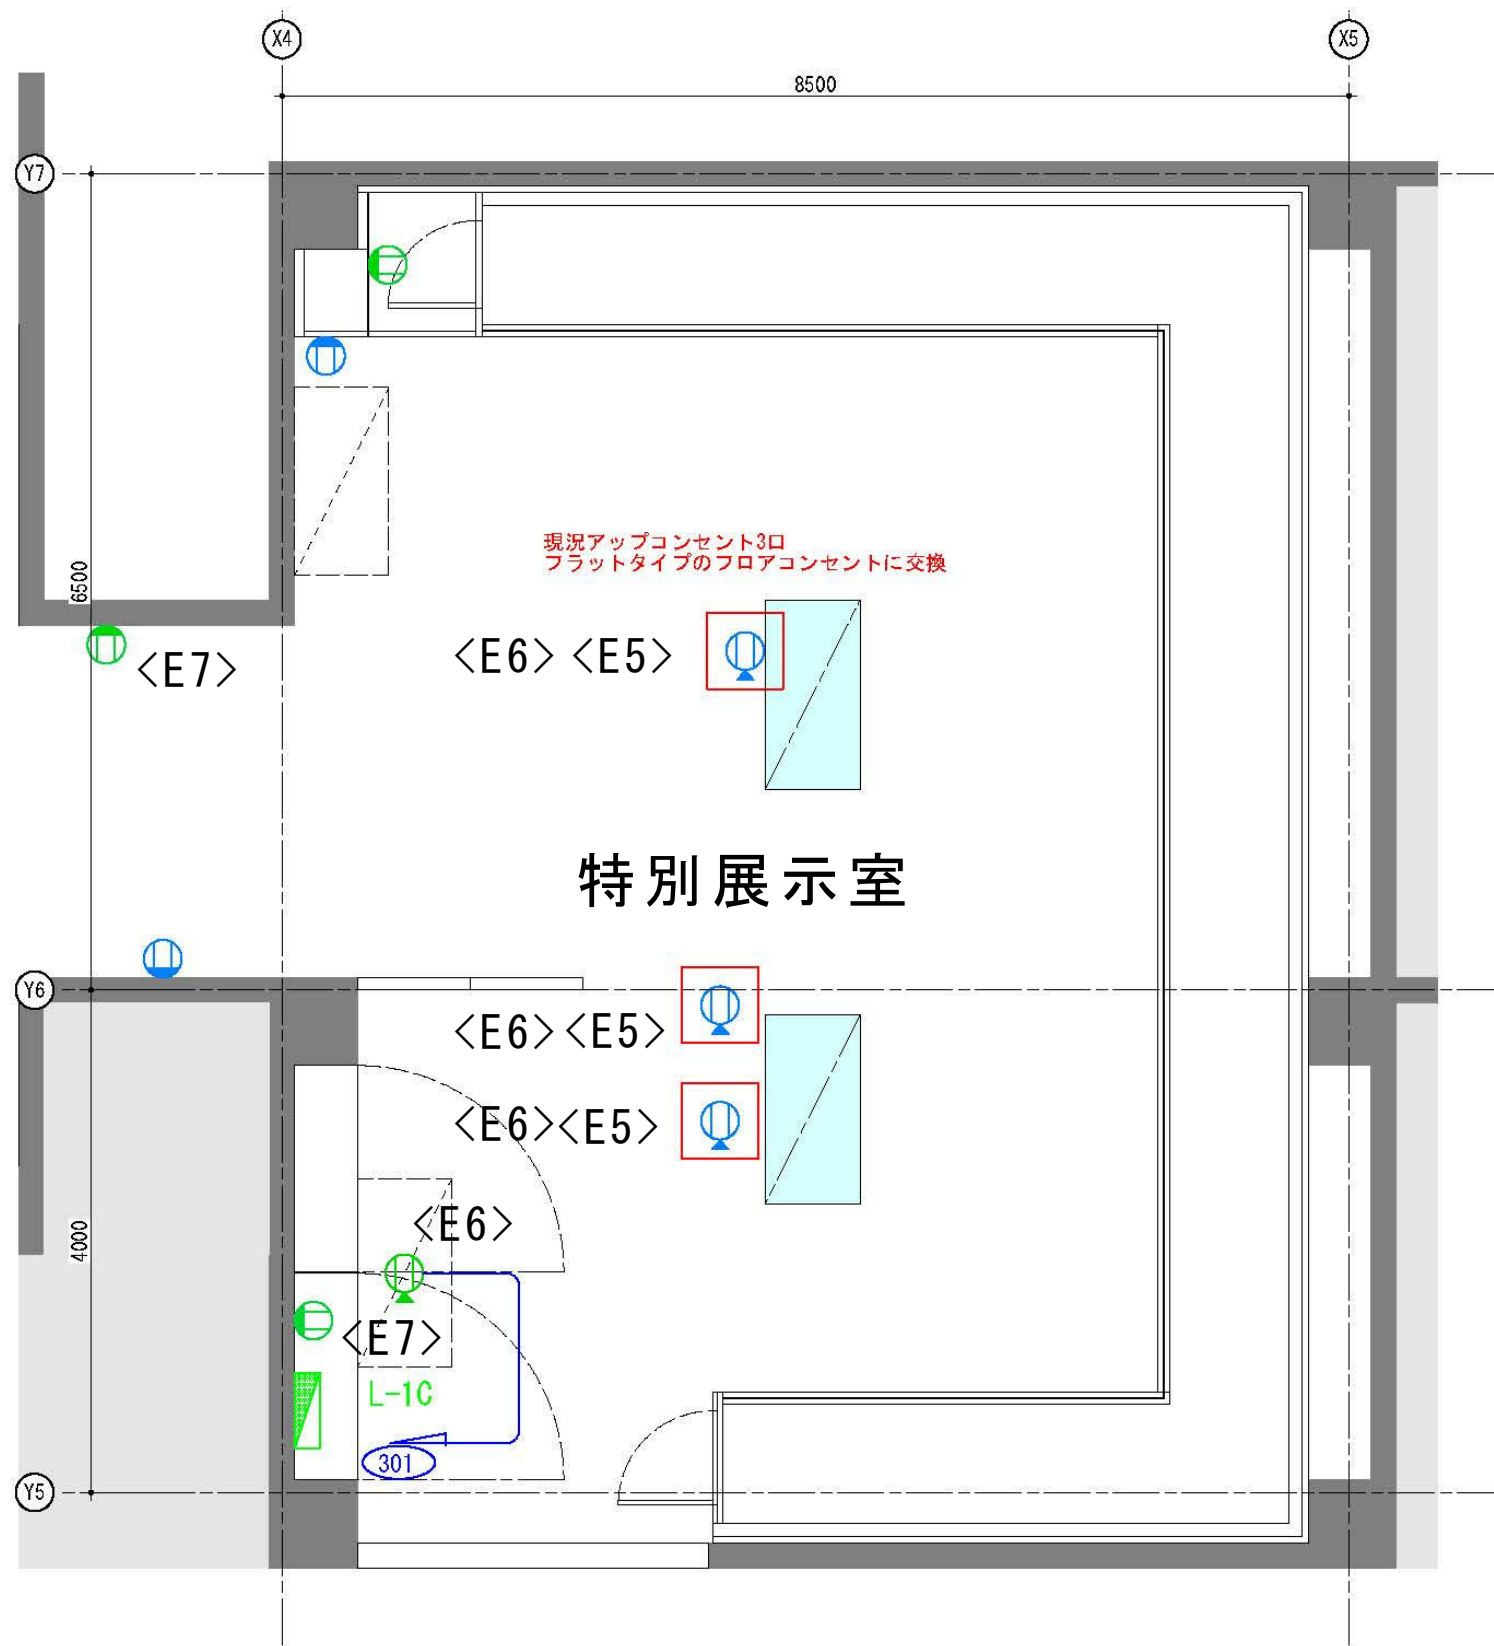 X4
X5
8500
Y7
現況アップコンセント3口
フラットタイプのフロアコンセントに交換
6500
<E7>
<E6> <E5>
特別展示室
Y6
<E6> <E5>
<E6> <E5>
4000
<E6>
<E7>
L-1C
301
Y5